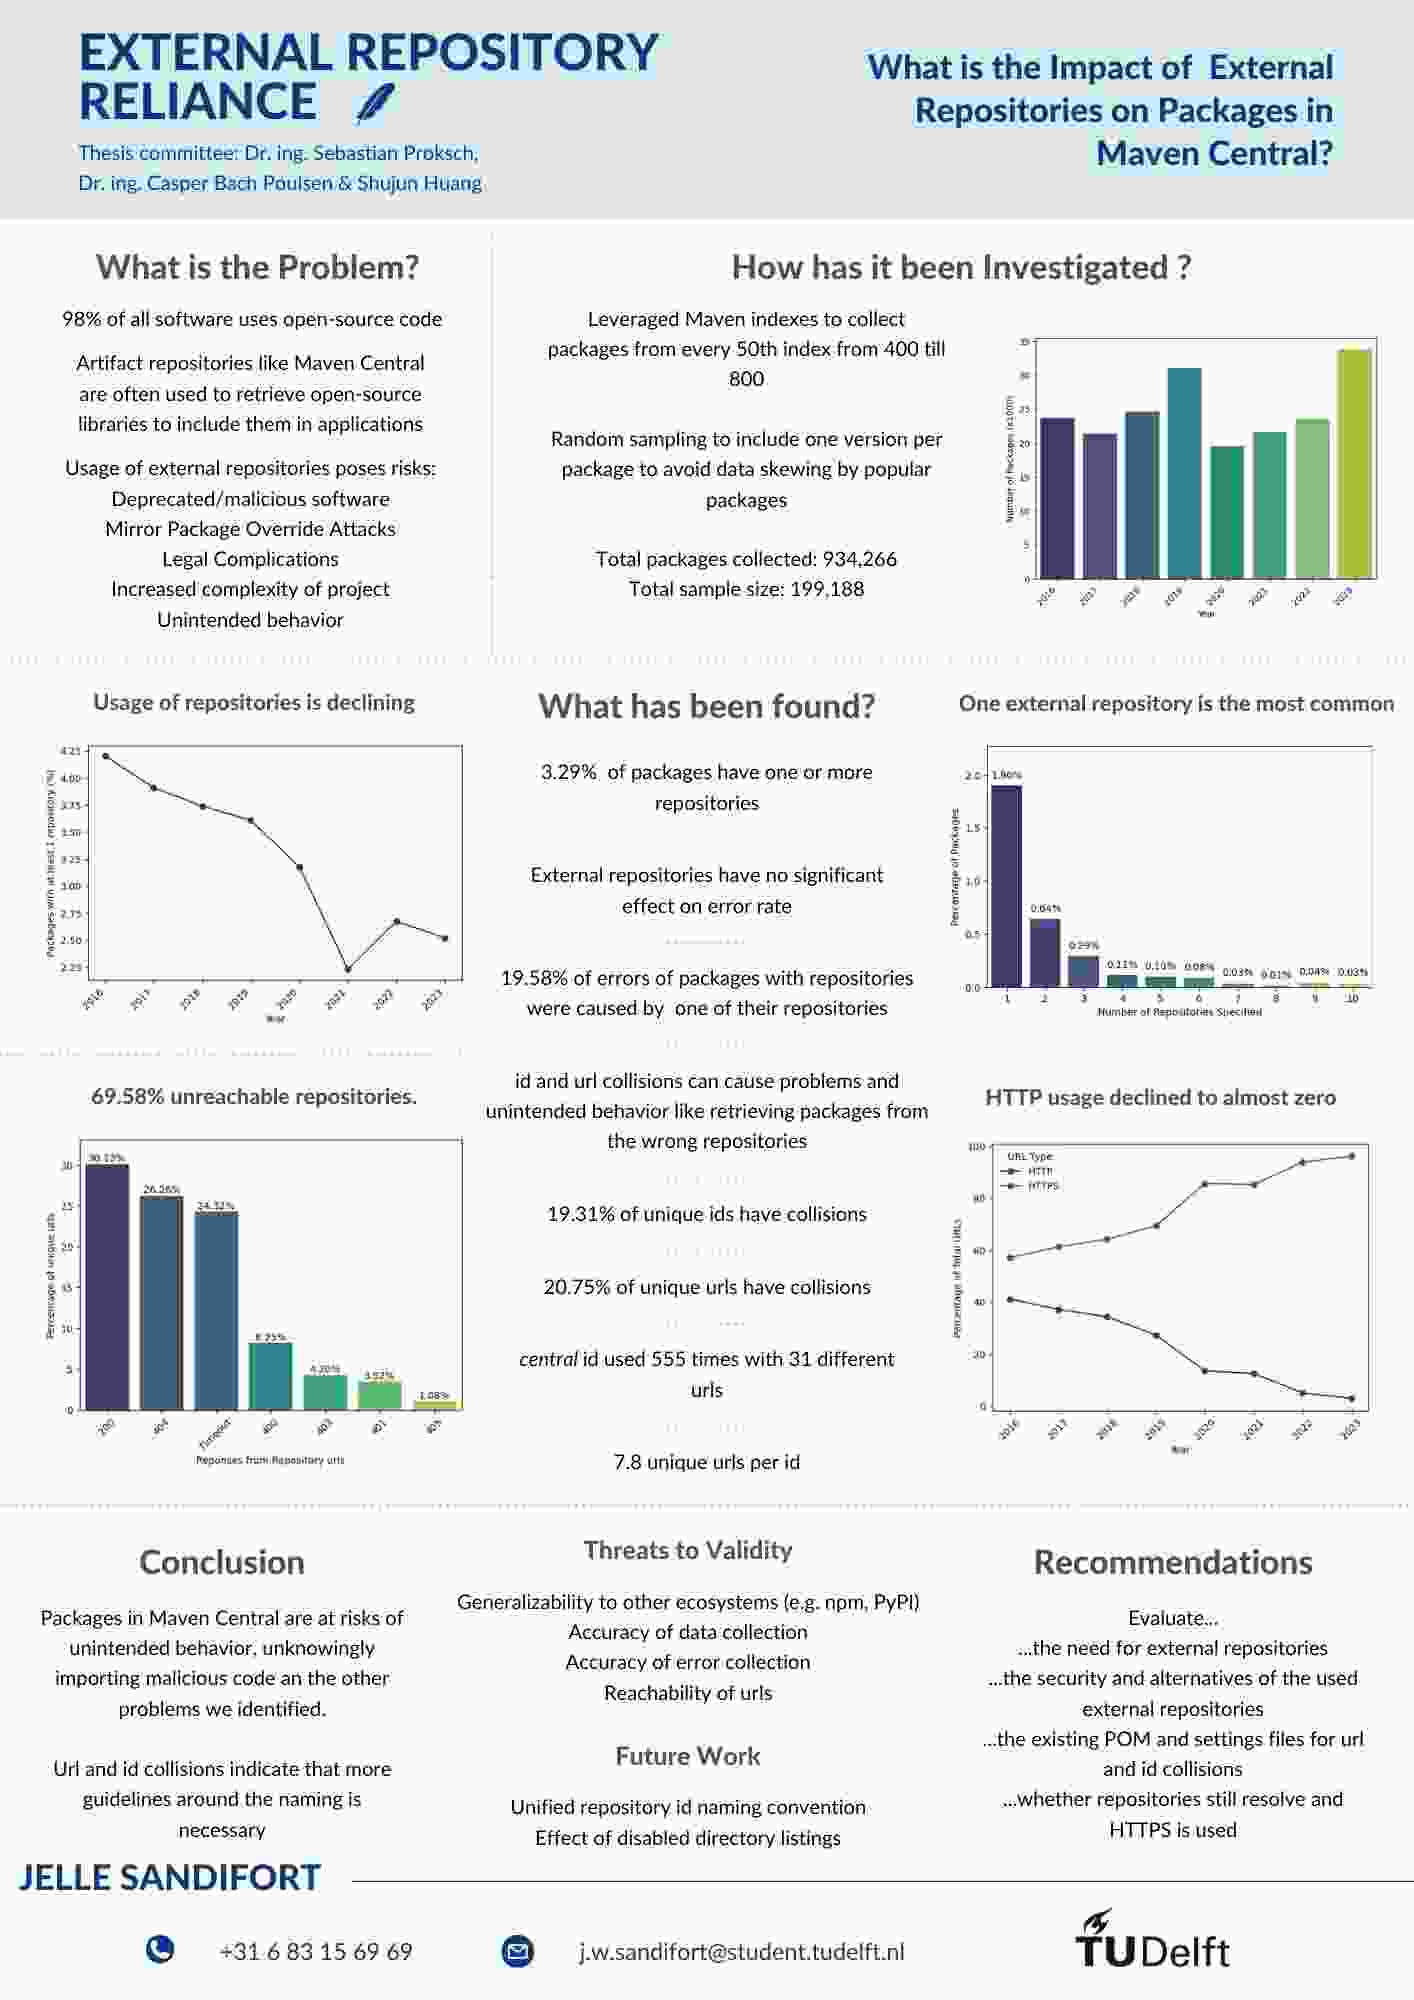 EXTERNAL REPOSITORY
RELIANCE
Thesis committee: Dr. ing. Sebastian Proksch,
Dr. ing. Casper Bach Poulsen & Shujun Huang
What is the Impact of External
Repositories on Packages in
Maven Central?
What is the Problem?
98% of all software uses open-source code
Artifact repositories like Maven Central
are often used to retrieve open-source
libraries to include them in applications
Usage of external repositories poses risks:
Deprecated/malicious software
Mirror Package Override Attacks
Legal Complications
Increased complexity of project
Unintended behavior
How has it been Investigated ?
Leveraged Maven indexes to collect
packages from every 50th index from 400 till
800
Random sampling to include one version per
package to avoid data skewing by popular
packages
Total packages collected: 934,266
Total sample size: 199,188
Number of Packages (x1000)
35
30
25
20
15
10
5
0
2016 2017 2018 2019 2020 2021 2022 2023
Year
Usage of repositories is declining
Packages with at least 1 repository (%)
4.25
4.00
3.75
3.50
3.25
3.00
2.75
2.50
2.25
2016 2017 2018 2019 2020 2021 2022 2023
Year
What has been found?
3.29% of packages have one or more
repositories
External repositories have no significant
effect on error rate
19.58% of errors of packages with repositories
were caused by one of their repositories
id and url collisions can cause problems and
unintended behavior like retrieving packages from
the wrong repositories
19.31% of unique ids have collisions
20.75% of unique urls have collisions
central id used 555 times with 31 different
urls
7.8 unique urls per id
One external repository is the most common
Percentage of Packages
2.0
1.5
1.0
0.5
0.0
1.90%
0.64%
0.29%
0.11% 0.10% 0.08% 0.03% 0.01% 0.04% 0.03%
1 2 3 4 5 6 7 8 9 10
Number of Repositories Specified
69.58% unreachable repositories.
Percentage of unique urls
30
25
20
15
10
5
0
30.13%
26.26%
24.32%
4.20%
1.08%
200 404 Timeout 400 403 401
Reponses from Repository urls
HTTP usage declined to almost zero
Percentage of Total URLs
100
80
60
40
20
0
URL Type
HTTP
HTTPS
2016 2017 2018 2019 2020 2021 2022 2023
Year
Conclusion
Packages in Maven Central are at risks of
unintended behavior, unknowingly
importing malicious code an the other
problems we identified.
Url and id collisions indicate that more
guidelines around the naming is
necessary
Threats to Validity
Generalizability to other ecosystems (e.g. npm, PyPI)
Accuracy of data collection
Accuracy of error collection
Reachability of urls
Future Work
Unified repository id naming convention
Effect of disabled directory listings
Recommendations
Evaluate...
...the need for external repositories
...the security and alternatives of the used
external repositories
...the existing POM and settings files for url
and id collisions
...whether repositories still resolve and
HTTPS is used
JELLE SANDIFORT
+31 6 83 15 69 69
j.w.sandifort@student.tudelft.nl
TU Delft